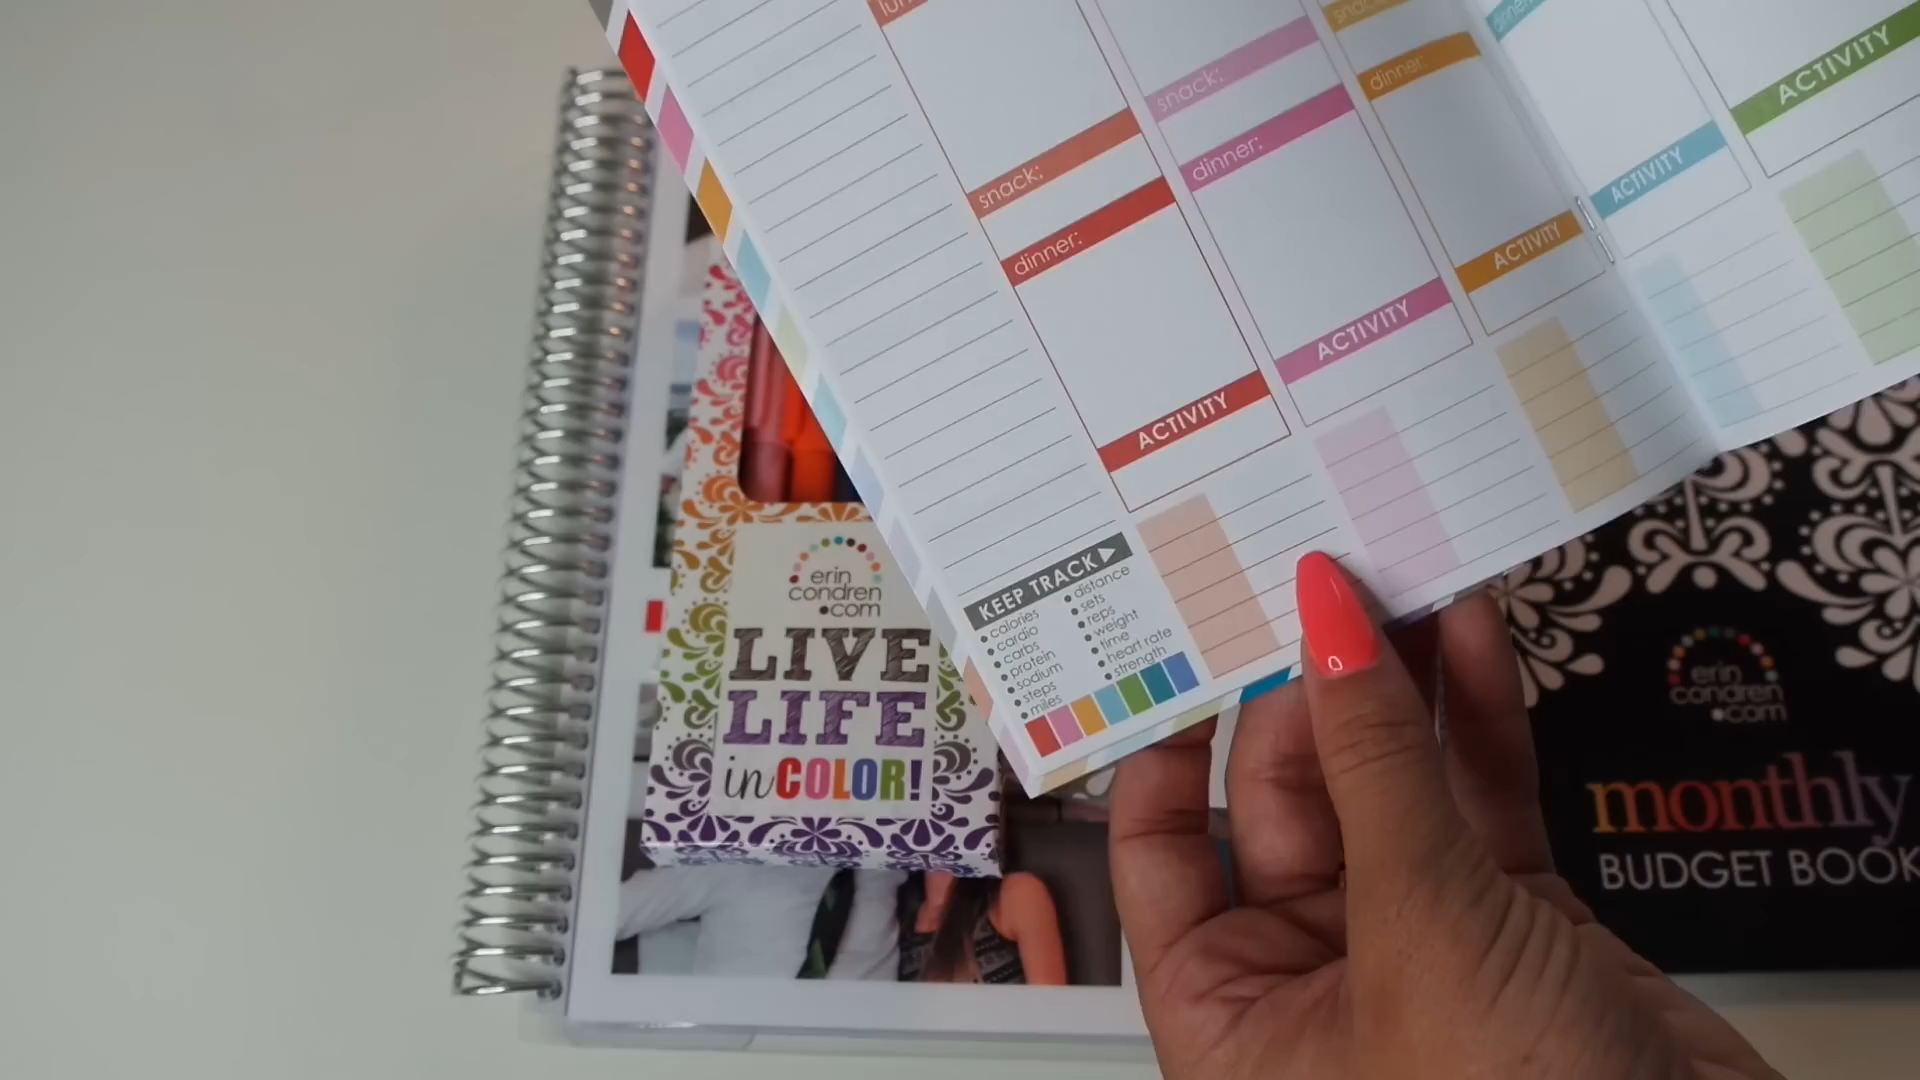 snack:
dinner:
ACTIVITY
snack:
dinner:
ACTIVITY
dinner:
ACTIVITY
ACTIVITY
ACTIVITY
KEEP TRACK
calories
cardio
carbs
protein
sodium
steps
miles
distance
sets
reps
weight
time
heart rate
strength
erin
condren
.com
LIVE
LIFE
in COLOR!
erin
condren
.com
monthly
BUDGET BOOK